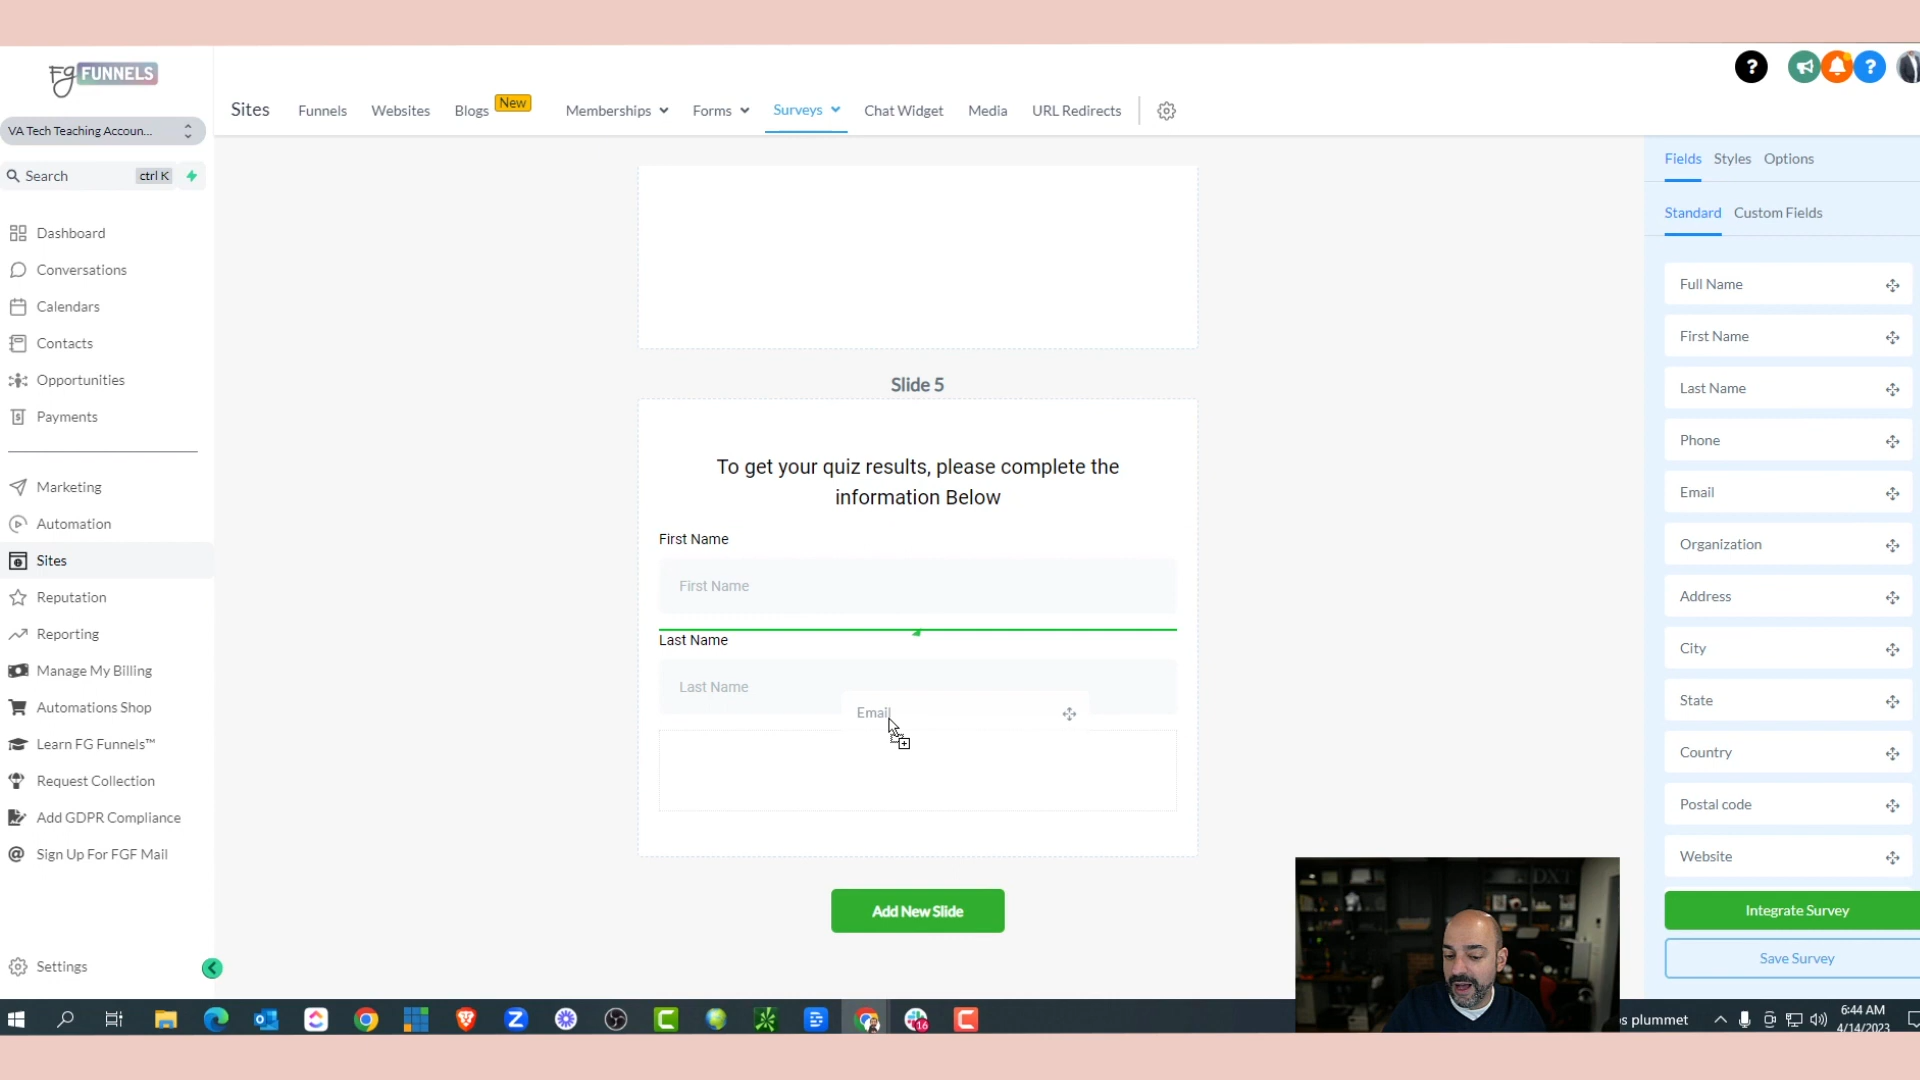 Fg FUNNELS
VA Tech Teaching Accoun...
Search ctrl K
Dashboard
Conversations
Calendars
Contacts
Opportunities
Payments
Marketing
Automation
Sites
Reputation
Reporting
Manage My Billing
Automations Shop
Learn FG Funnels™
Request Collection
Add GDPR Compliance
@ Sign Up For FGF Mail
Settings
Sites Funnels Websites Blogs New Memberships Forms Surveys Chat Widget Media URL Redirects
? ?
Slide 5
To get your quiz results, please complete the
information Below
First Name
First Name
Last Name
Last Name
Email
Add New Slide
Fields Styles Options
Standard Custom Fields
Full Name
First Name
Last Name
Phone
Email
Organization
Address
City
State
Country
Postal code
Website
Integrate Survey
Save Survey
DXT
16
s plummet
6:44 AM
4/14/2023